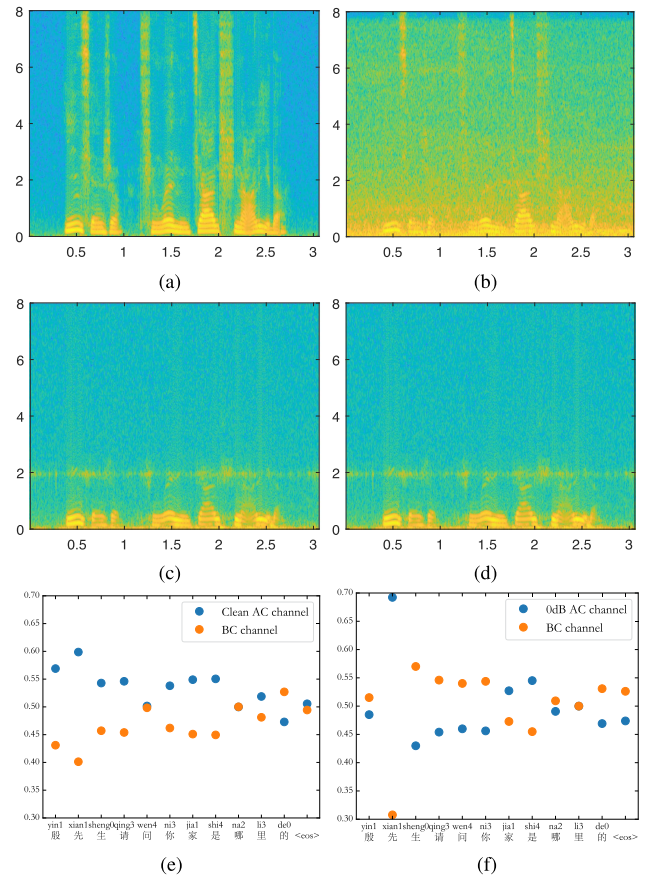 8
6
4
2
0
0.5 1 1.5 2 2.5 3
(a)
8
6
4
2
0
0.5 1 1.5 2 2.5 3
(b)
8
6
4
2
0
0.5 1 1.5 2 2.5 3
(c)
8
6
4
2
0
0.5 1 1.5 2 2.5 3
(d)
0.70
0.65
0.60
0.55
0.50
0.45
0.40
0.35
0.30
Clean AC channel
BC channel
yin1 xian1 sheng0 qing3 wen4 ni3 jia1 shi4 na2 li3 de0
殷 先 生 请 问 你 家 是 哪 里 的 <eos>
(e)
0.70
0.65
0.60
0.55
0.50
0.45
0.40
0.35
0.30
0dB AC channel
BC channel
yin1 xian1 sheng0 qing3 wen4 ni3 jia1 shi4 na2 li3 de0
殷 先 生 请 问 你 家 是 哪 里 的 <eos>
(f)